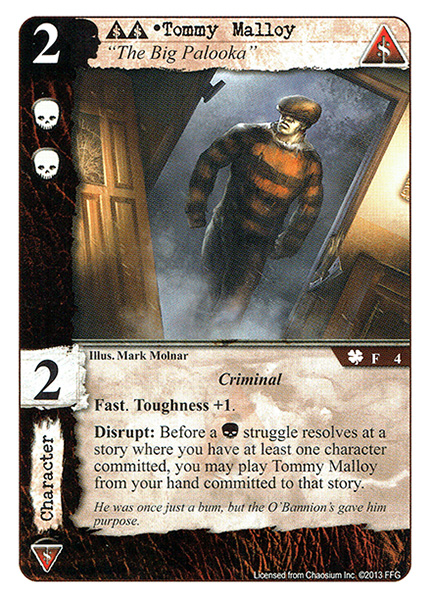 2
•Tommy Malloy
"The Big Palooka"
Illus. Mark Molnar
F 4
2
Character
Criminal
Fast. Toughness +1.
Disrupt: Before a struggle resolves at a
story where you have at least one character
committed, you may play Tommy Malloy
from your hand committed to that story.
He was once just a bum, but the O'Bannion's gave him
purpose.
Licensed from Chaosium Inc. ©2013 FFG